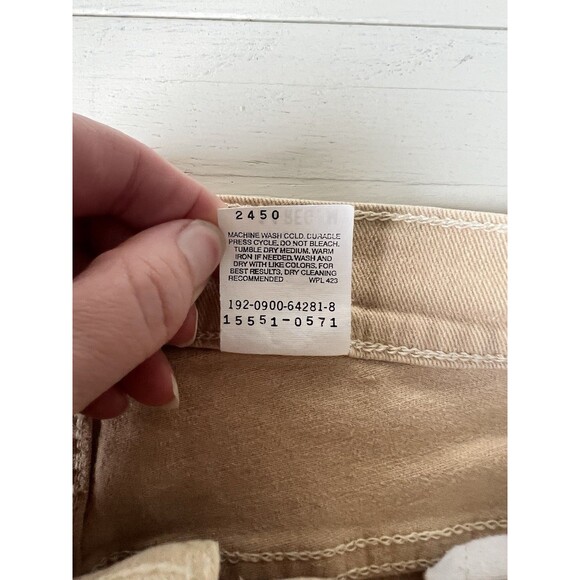 2450
MACHINE WASH COLD. DURABLE
PRESS CYCLE, DO NOT BLEACH.
TUMBLE DRY MEDIUM, WARM
IRON IF NEEDED, WASH AND
DRY WITH LIKE COLORS. FOR
BEST RESULTS, DRY CLEANING
RECOMMENDED WPL 423
192-0900-64281-8
15551-0571